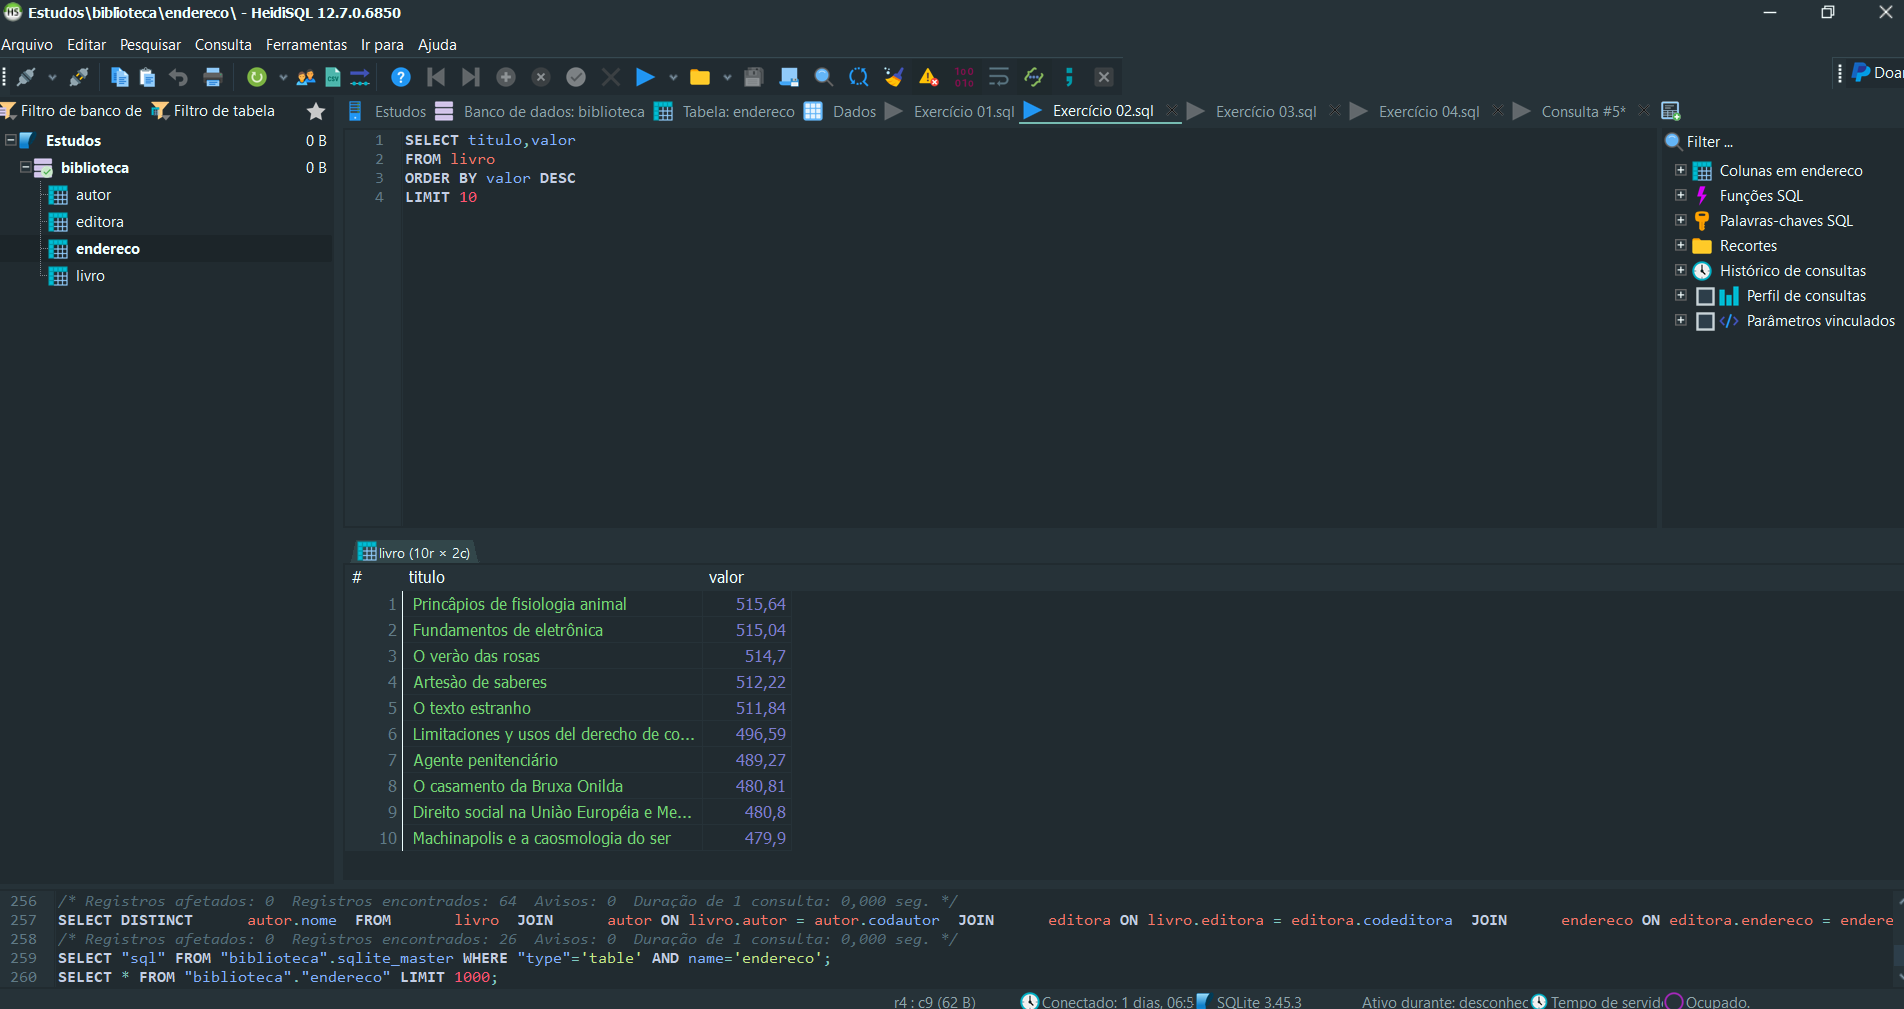 Estudos\biblioteca\endereco\ - HeidiSQL 12.7.0.6850
Arquivo Editar Pesquisar Consulta Ferramentas Ir para Ajuda
Doar
Filtro de banco de Filtro de tabela
Estudos 0 B
biblioteca 0 B
autor
editora
endereco
livro
Estudos Banco de dados: biblioteca Tabela: endereco Dados Exercício 01.sql Exercício 02.sql Exercício 03.sql Exercício 04.sql Consulta #5*
1 SELECT titulo,valor
2 FROM livro
3 ORDER BY valor DESC
4 LIMIT 10
Filter ...
Colunas em endereco
Funções SQL
Palavras-chaves SQL
Recortes
Histórico de consultas
Perfil de consultas
Parâmetros vinculados
livro (10r × 2c)
# titulo valor
1 Princâpios de fisiologia animal 515,64
2 Fundamentos de eletrônica 515,04
3 O verào das rosas 514,7
4 Artesào de saberes 512,22
5 O texto estranho 511,84
6 Limitaciones y usos del derecho de co... 496,59
7 Agente penitenciário 489,27
8 O casamento da Bruxa Onilda 480,81
9 Direito social na Uniào Européia e Me... 480,8
10 Machinapolis e a caosmologia do ser 479,9
256 /* Registros afetados: 0 Registros encontrados: 64 Avisos: 0 Duração de 1 consulta: 0,000 seg. */
257 SELECT DISTINCT autor.nome FROM livro JOIN autor ON livro.autor = autor.codautor JOIN editora ON livro.editora = editora.codeditora JOIN endereco ON editora.endereco = endere
258 /* Registros afetados: 0 Registros encontrados: 26 Avisos: 0 Duração de 1 consulta: 0,000 seg. */
259 SELECT "sql" FROM "biblioteca".sqlite_master WHERE "type"='table' AND name='endereco';
260 SELECT * FROM "biblioteca"."endereco" LIMIT 1000;
r4 : c9 (62 B) Conectado: 1 dias, 06:5 SQLite 3.45.3 Ativo durante: desconhec Tempo de servid Ocupado.